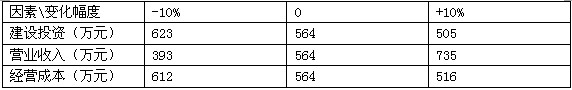 因素\变化幅度 -10% 0 +10%
建设投资（万元） 623 564 505
营业收入（万元） 393 564 735
经营成本（万元） 612 564 516